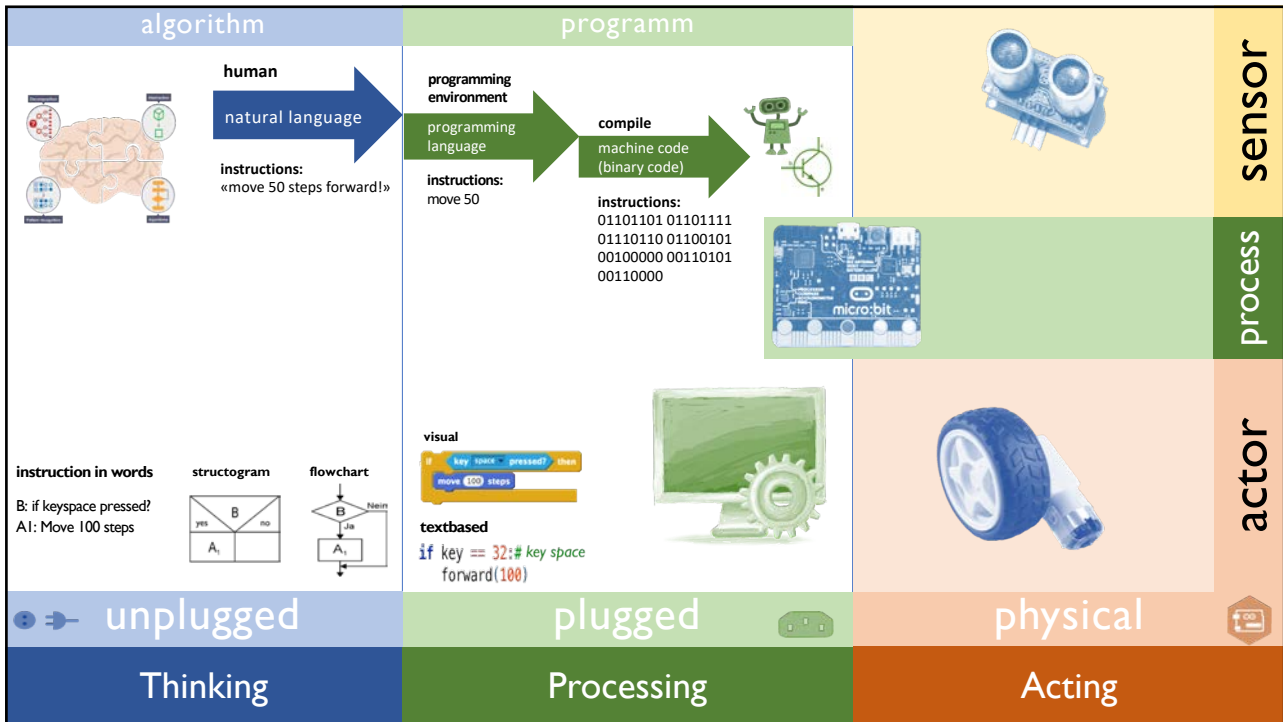 algorithm
programm
sensor
process
actor
human
natural language
instructions:
«move 50 steps forward!»
programming
environment
programming
language
instructions:
move 50
compile
machine code
(binary code)
instructions:
01101101 01101111
01110110 01100101
00100000 00110101
00110000
micro:bit
instruction in words
B: if keyspace pressed?
A1: Move 100 steps
structogram
B
yes
no
A1
flowchart
B
Nein
Ja
A1
visual
if key space pressed? then
move 100 steps
textbased
if key == 32:# key space
forward(100)
unplugged
plugged
physical
Thinking
Processing
Acting